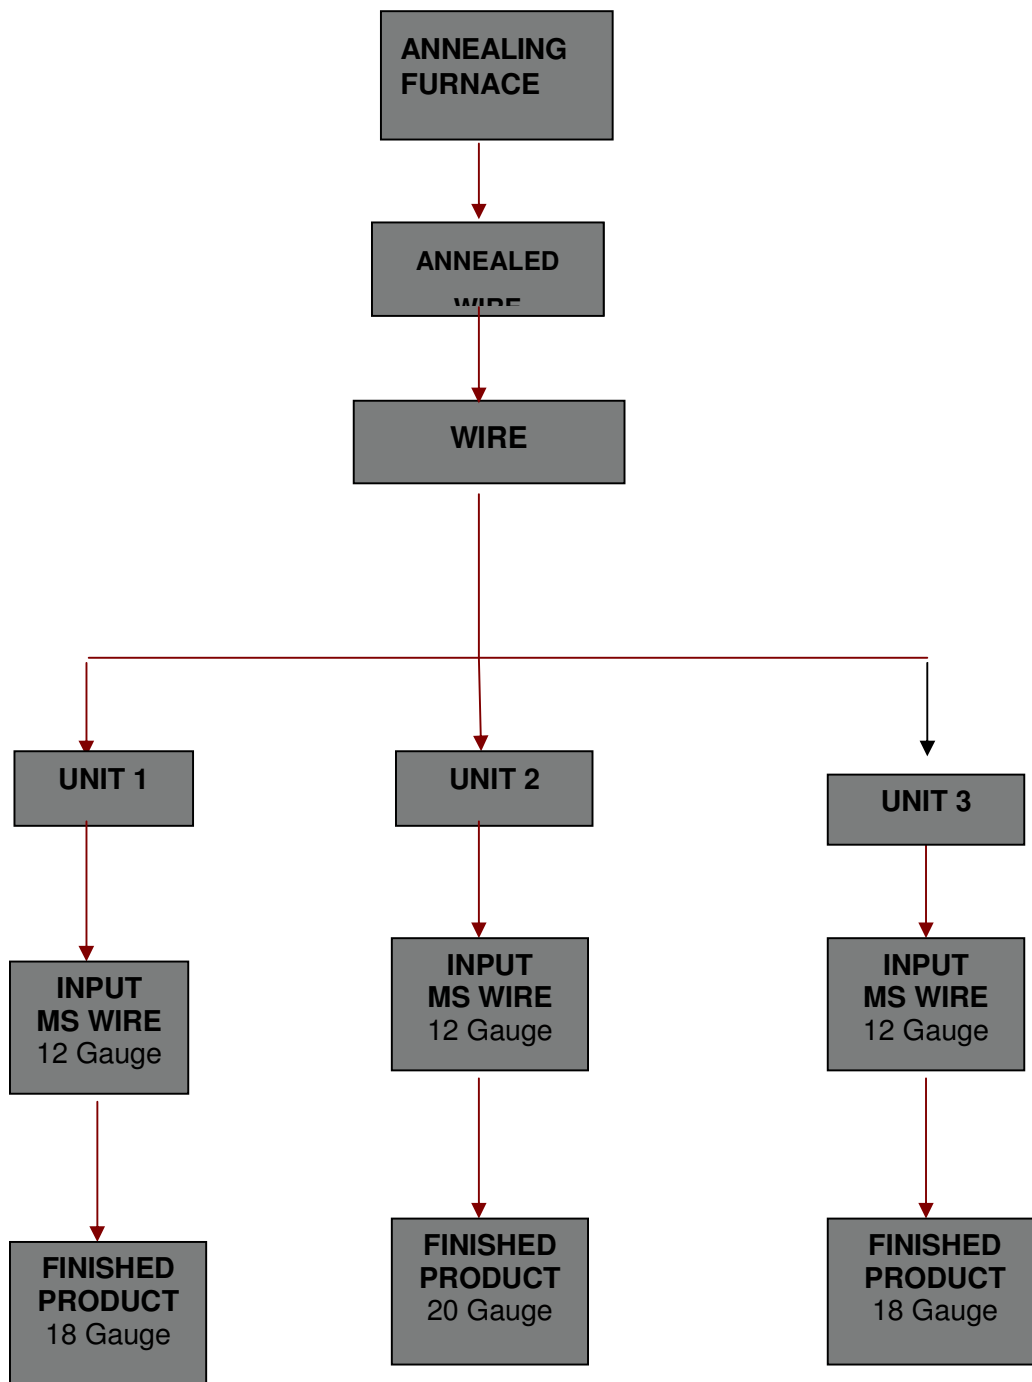 ANNEALING
FURNACE
ANNEALED
WIRE
WIRE
UNIT 1
UNIT 2
UNIT 3
INPUT
MS WIRE
12 Gauge
INPUT
MS WIRE
12 Gauge
INPUT
MS WIRE
12 Gauge
FINISHED
PRODUCT
18 Gauge
FINISHED
PRODUCT
20 Gauge
FINISHED
PRODUCT
18 Gauge